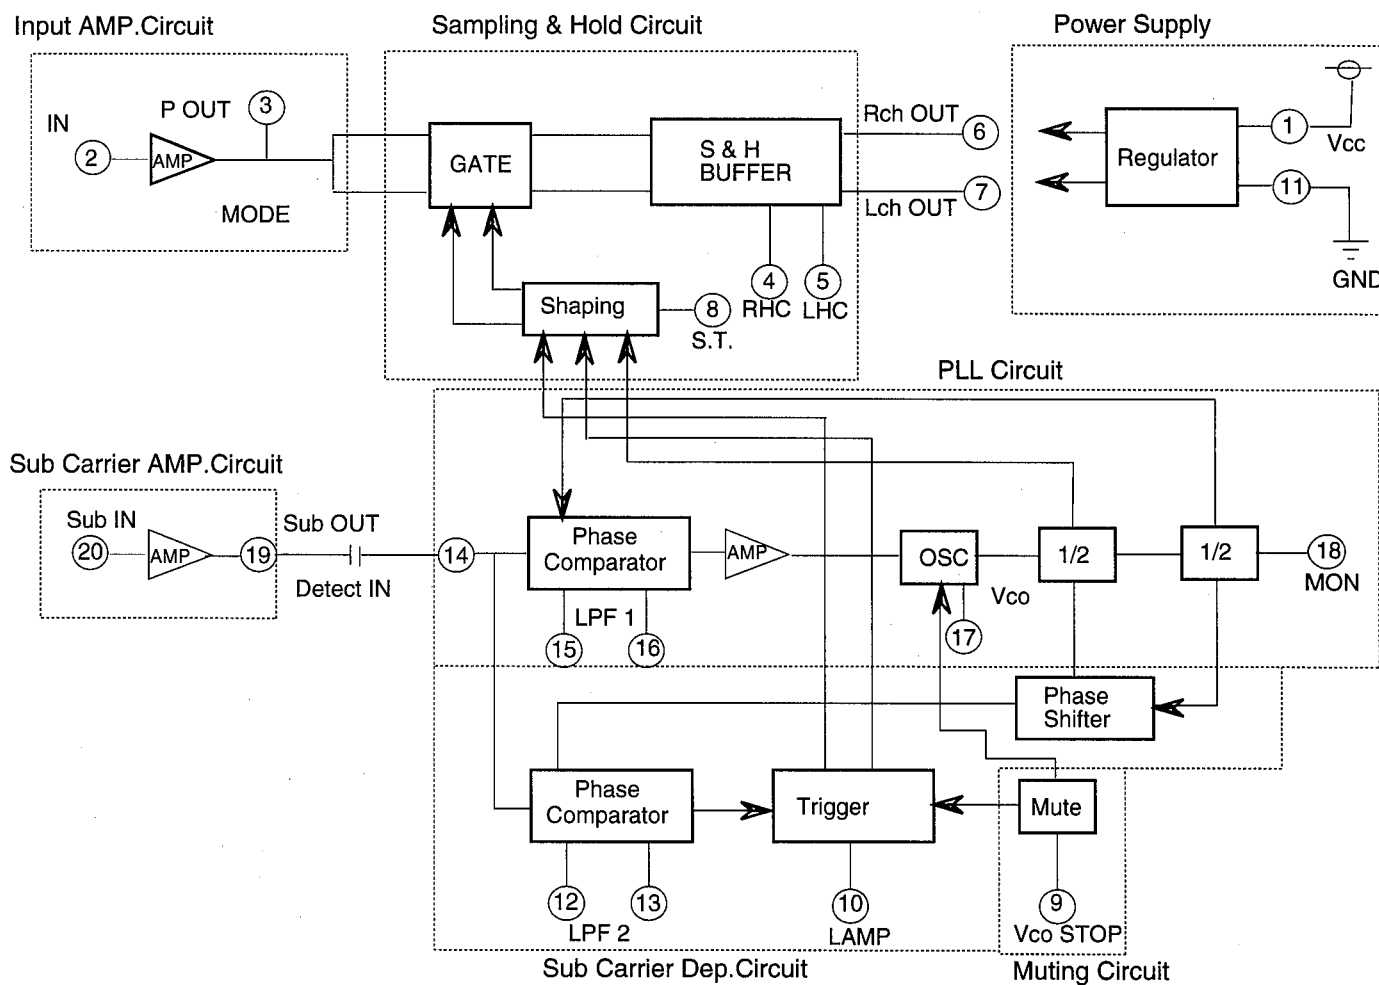 Input AMP.Circuit
Sampling & Hold Circuit
Power Supply
IN
P OUT
3
2
AMP
MODE
GATE
S & H
BUFFER
Rch OUT
6
Lch OUT
7
4
RHC
5
LHC
Shaping
8
S.T.
Regulator
1
Vcc
11
GND
PLL Circuit
Sub Carrier AMP.Circuit
Sub IN
20
AMP
19
Sub OUT
Detect IN
14
Phase
Comparator
LPF 1
15
16
AMP
OSC
Vco
17
1/2
1/2
18
MON
Phase
Shifter
Phase
Comparator
Trigger
Mute
12
13
LPF 2
10
LAMP
9
Vco STOP
Sub Carrier Dep.Circuit
Muting Circuit